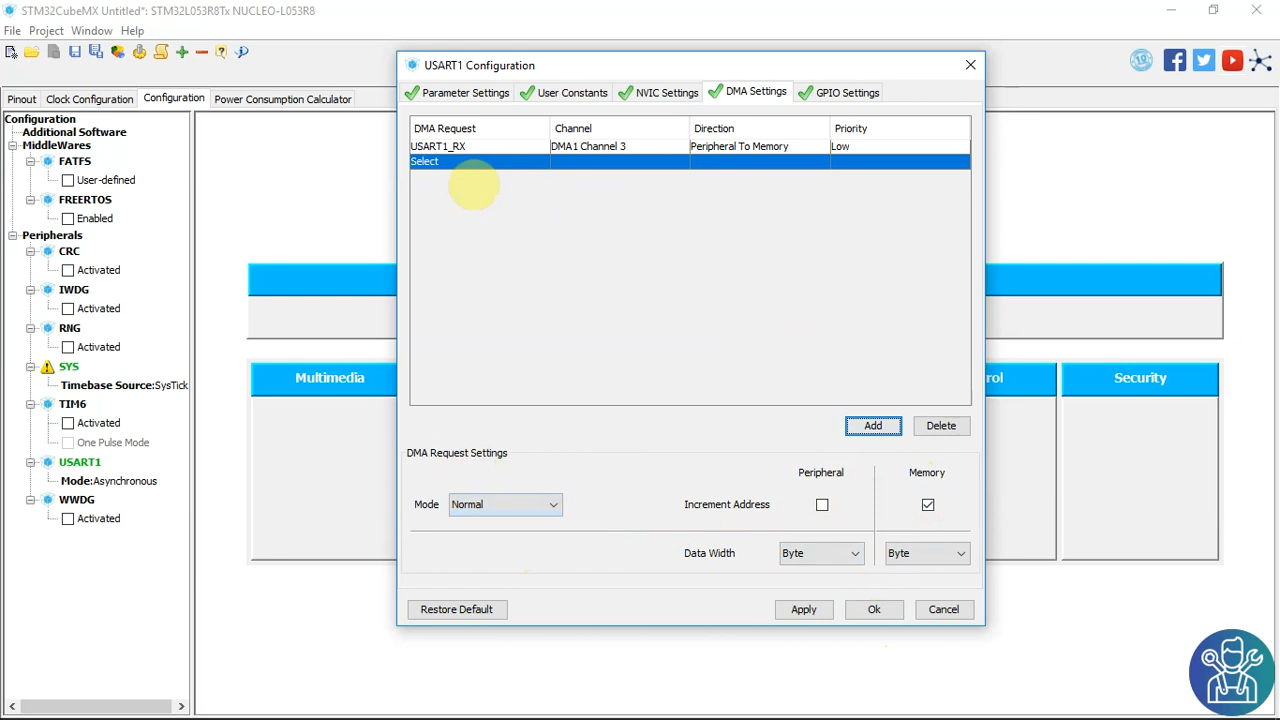 STM32CubeMX Untitled*: STM32L053R8Tx NUCLEO-L053R8
File Project Window Help
USART1 Configuration
Pinout Clock Configuration Configuration Power Consumption Calculator
Parameter Settings User Constants NVIC Settings DMA Settings GPIO Settings
Configuration
Additional Software
MiddleWares
FATFS
User-defined
FREERTOS
Enabled
Peripherals
CRC
Activated
IWDG
Activated
RNG
Activated
SYS
Timebase Source:SysTick
TIM6
Activated
One Pulse Mode
USART1
Mode:Asynchronous
WWDG
Activated
DMA Request Channel Direction Priority
USART1_RX DMA1 Channel 3 Peripheral To Memory Low
Select
Add Delete
DMA Request Settings
Peripheral Memory
Mode Normal Increment Address
Data Width Byte Byte
Restore Default Apply Ok Cancel
Multimedia rol Security